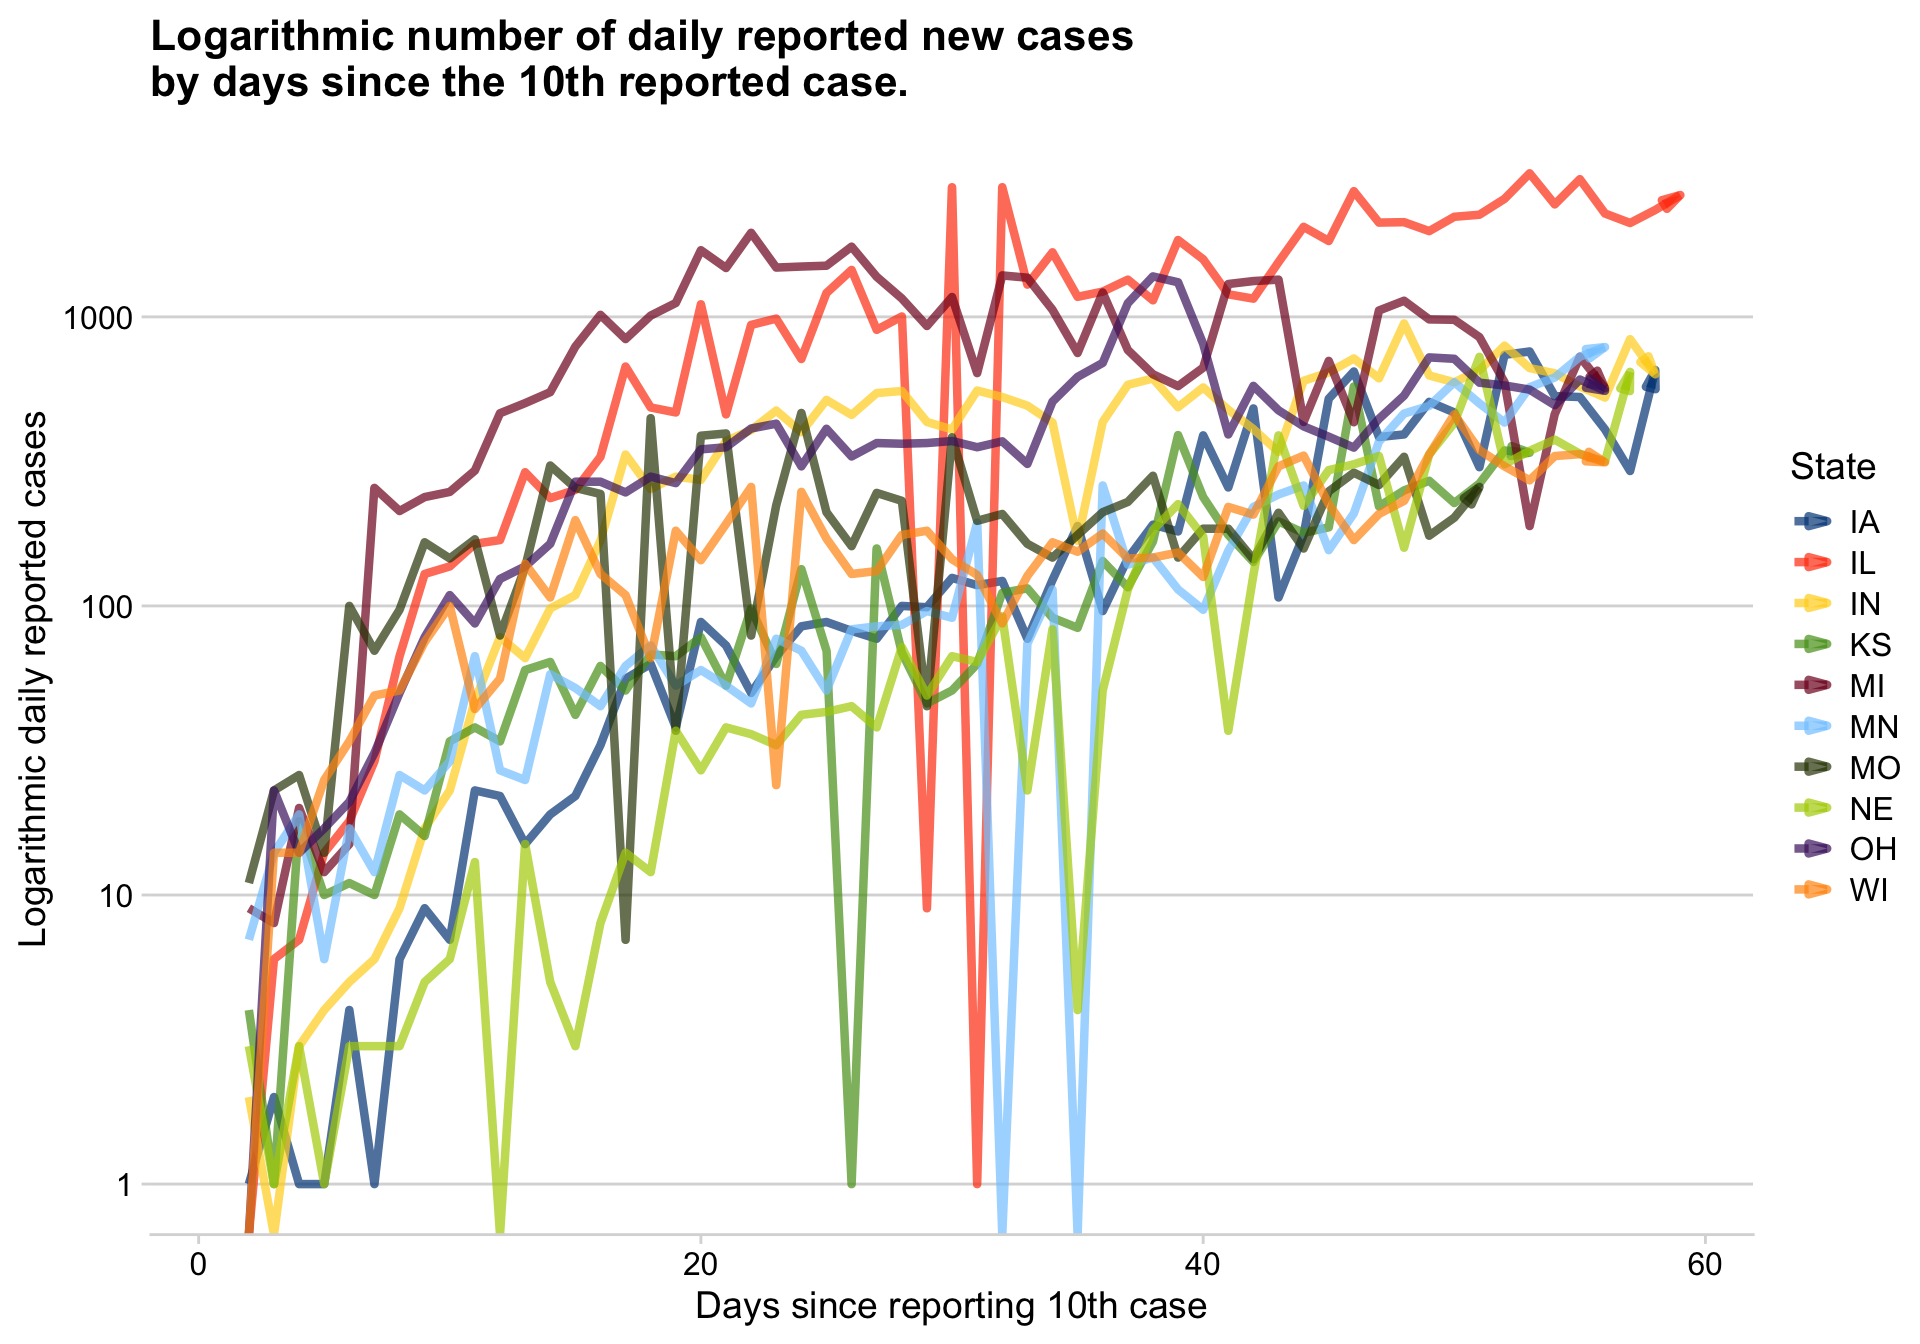 Logarithmic number of daily reported new cases
by days since the 10th reported case.
Logarithmic daily reported cases
1000
100
10
1
0
20
40
60
Days since reporting 10th case
State
IA
IL
IN
KS
MI
MN
MO
NE
OH
WI